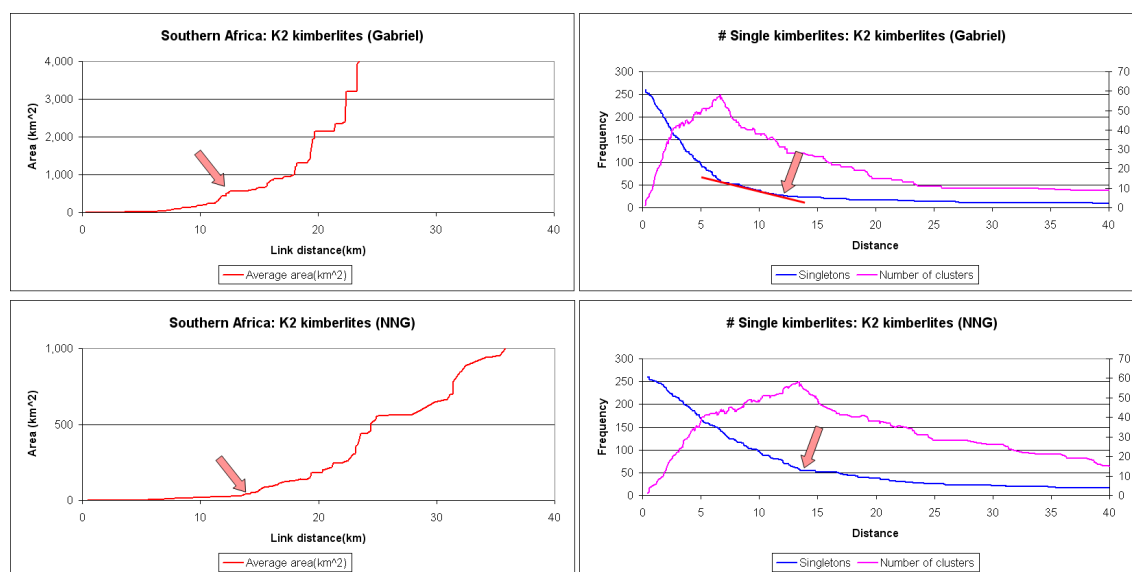 Southern Africa: K2 kimberlites (Gabriel)
Area (km^2)
4,000
3,000
2,000
1,000
0
0 10 20 30 40
Link distance(km)
Average area(km^2)
# Single kimberlites: K2 kimberlites (Gabriel)
Frequency
300
250
200
150
100
50
0
70
60
50
40
30
20
10
0
0 5 10 15 20 25 30 35 40
Distance
Singletons Number of clusters
Southern Africa: K2 kimberlites (NNG)
Area (km^2)
1,000
500
0
0 10 20 30 40
Link distance(km)
Average area(km^2)
# Single kimberlites: K2 kimberlites (NNG)
Frequency
300
250
200
150
100
50
0
70
60
50
40
30
20
10
0
0 5 10 15 20 25 30 35 40
Distance
Singletons Number of clusters